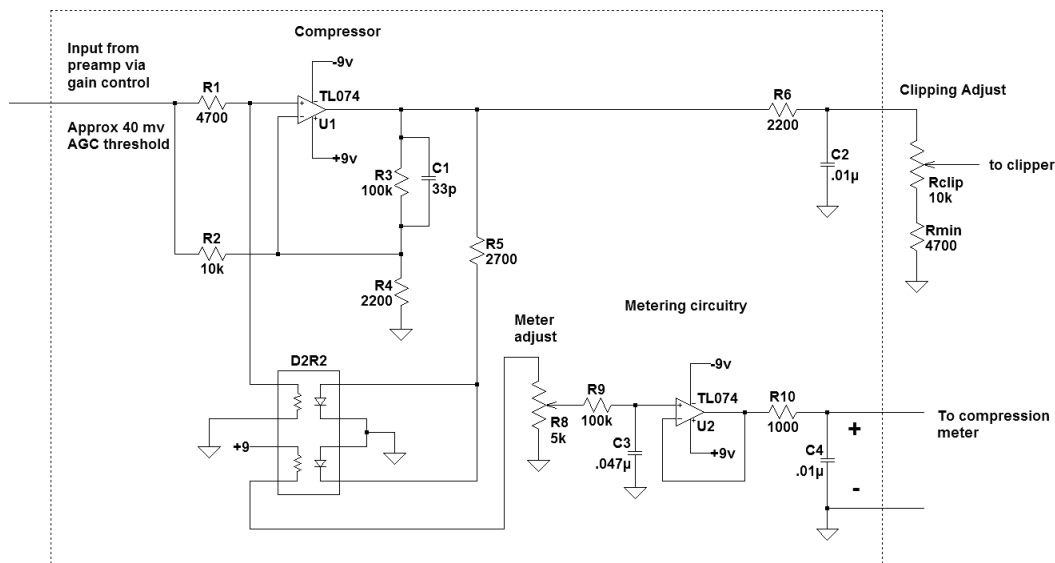 Compressor
Input from
preamp via
gain control
Approx 40 mv
AGC threshold
R1
4700
-9v
TL074
U1
+9v
R3
100k
C1
33p
R2
10k
R4
2200
R5
2700
R6
2200
C2
.01µ
Clipping Adjust
to clipper
Rclip
10k
Rmin
4700
D2R2
+9
Meter
adjust
R8
5k
Metering circuitry
R9
100k
C3
.047µ
-9v
TL074
U2
+9v
R10
1000
C4
.01µ
+
-
To compression
meter